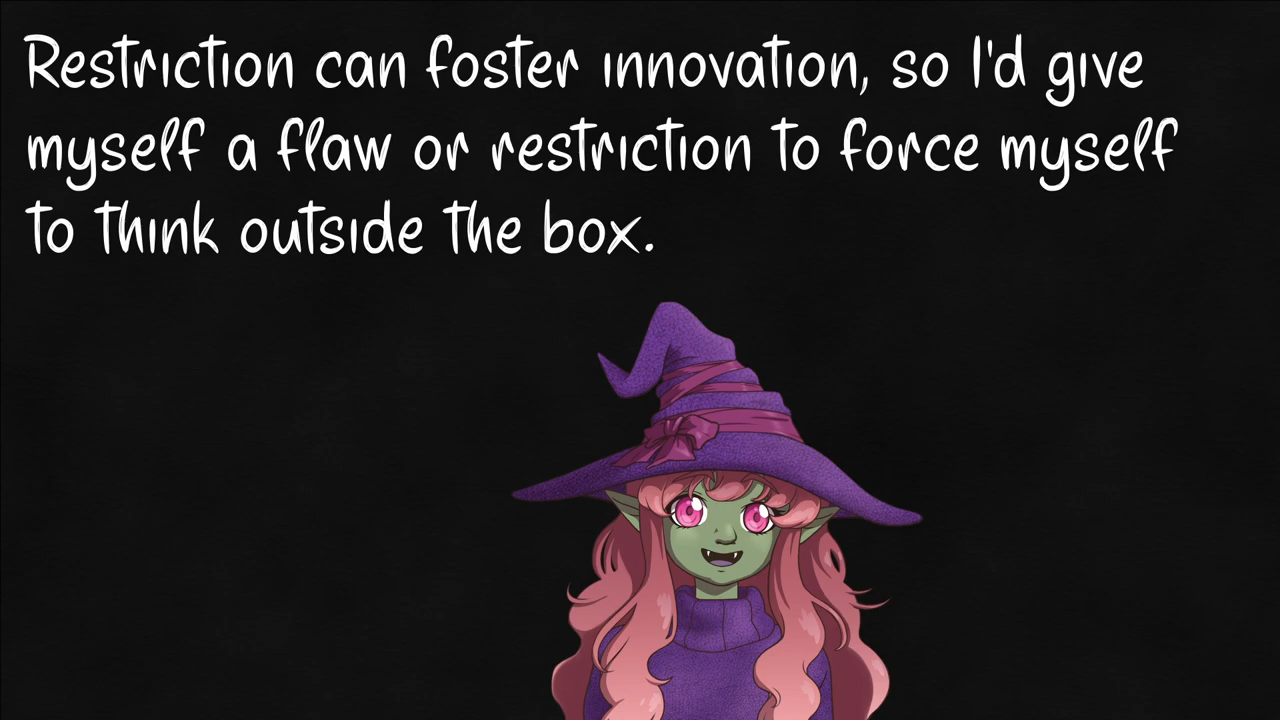 Restriction can foster innovation, so I'd give
myself a flaw or restriction to force myself
to think outside the box.